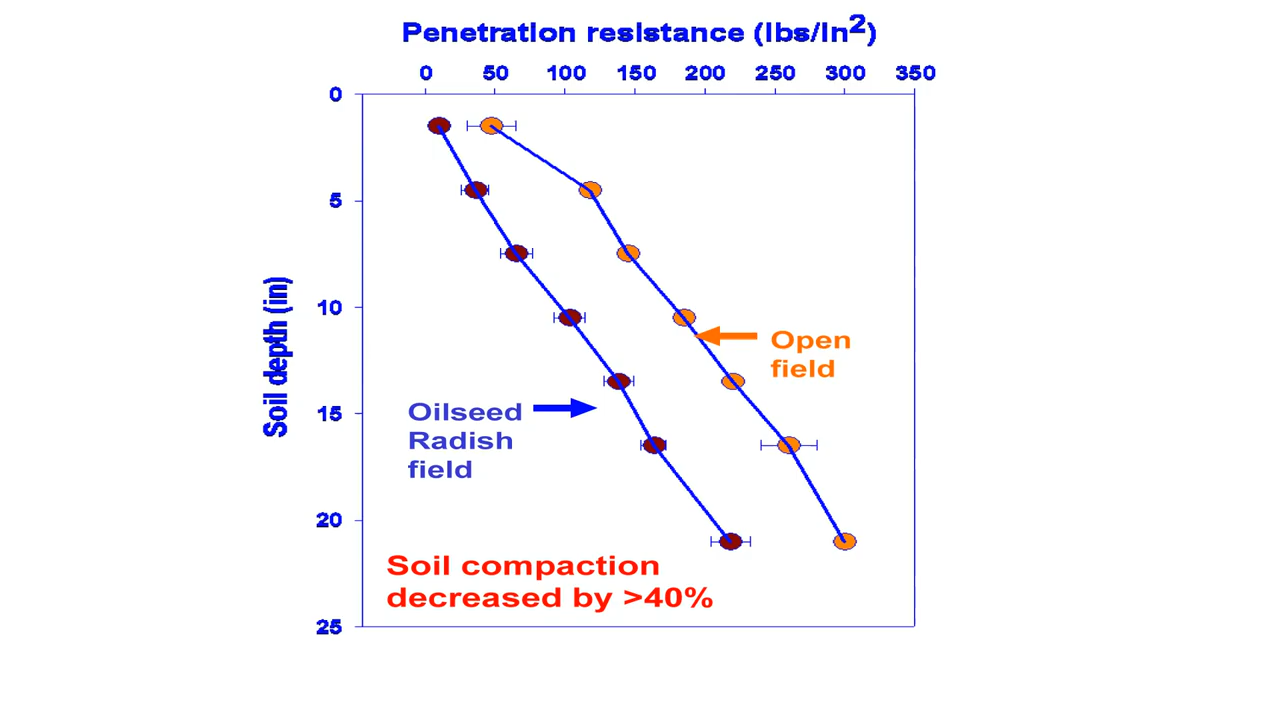 Penetration resistance (lbs/in²)
0 50 100 150 200 250 300 350
0
5
10
15
20
25
Soil depth (in)
Open
field
Oilseed
Radish
field
Soil compaction
decreased by >40%